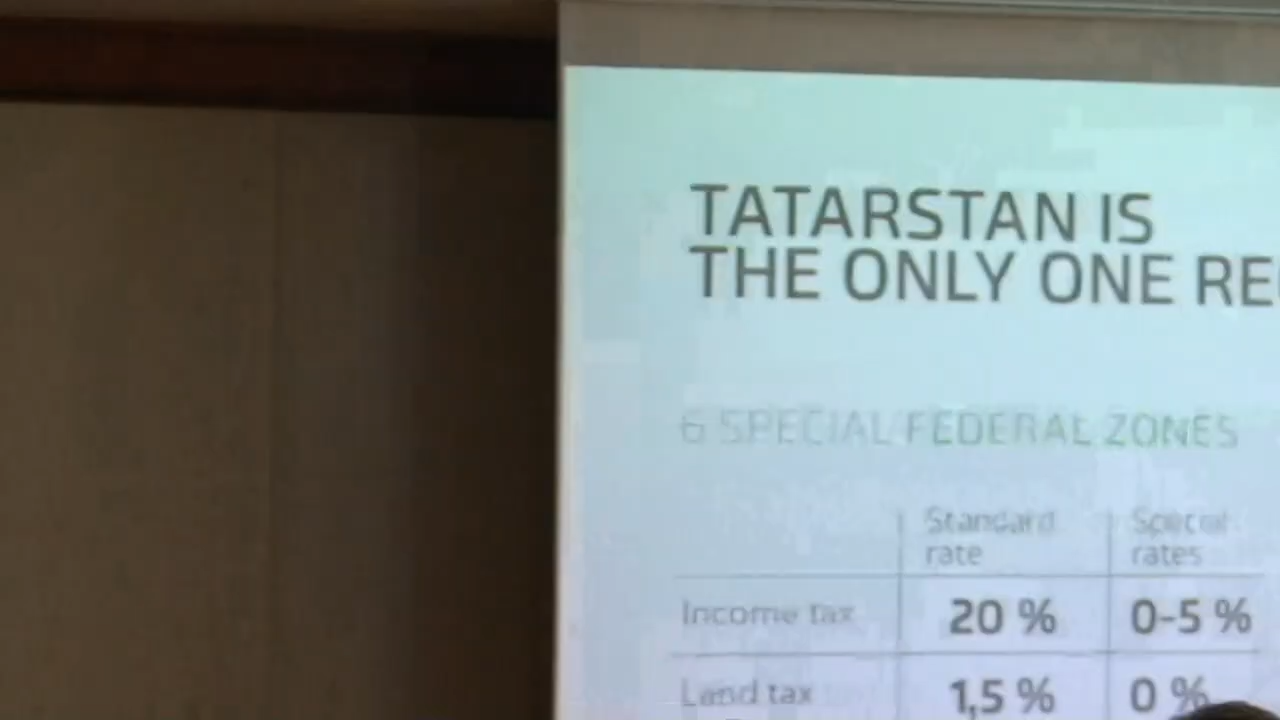 TATARSTAN IS
THE ONLY ONE RE
6 SPECIAL FEDERAL ZONES
Standard rate Special rates
Income tax 20 % 0-5 %
Land tax 1,5 % 0 %